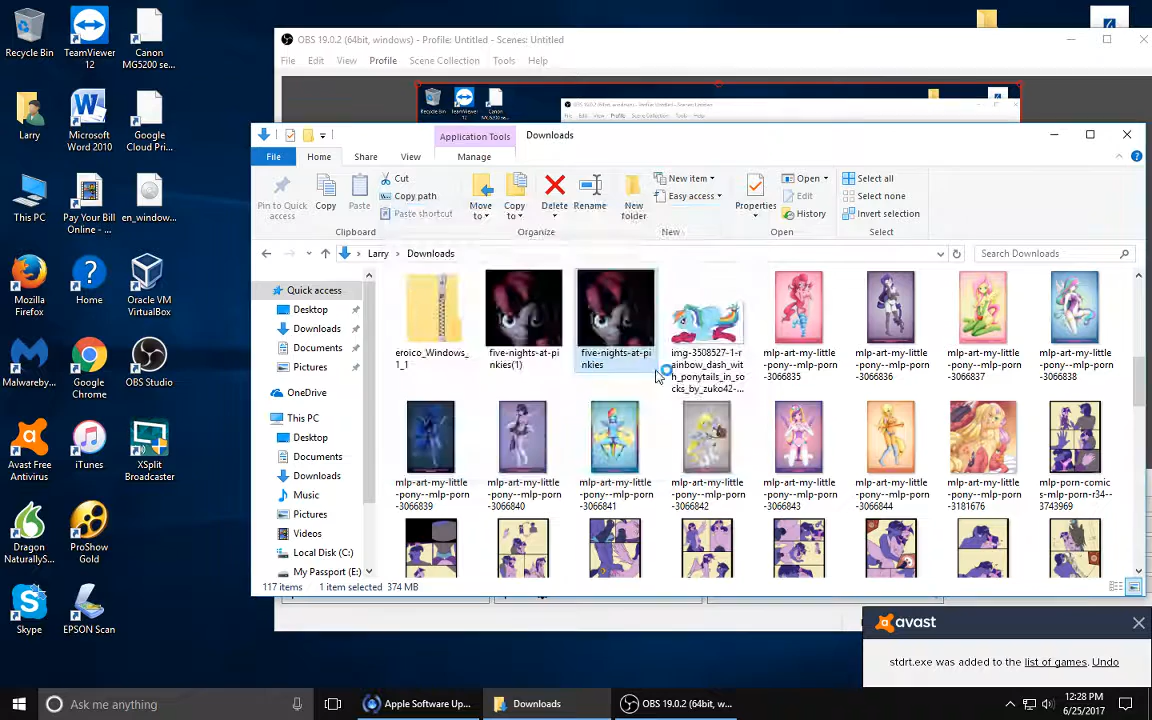 Recycle Bin
TeamViewer 12
Canon MG5200 se...
Larry
Microsoft Word 2010
Google Cloud Pri...
This PC
Pay Your Bill Online - ...
en_window...
Mozilla Firefox
Home
Oracle VM VirtualBox
Malwareby...
Google Chrome
OBS Studio
Avast Free Antivirus
iTunes
XSplit Broadcaster
Dragon NaturallyS...
ProShow Gold
Skype
EPSON Scan
OBS 19.0.2 (64bit, windows) - Profile: Untitled - Scenes: Untitled
File Edit View Profile Scene Collection Tools Help
Application Tools Downloads
File Home Share View Manage
Pin to Quick access
Copy
Paste
Cut
Copy path
Paste shortcut
Move to
Copy to
Delete
Rename
New folder
New item
Easy access
Properties
Open
Edit
History
Select all
Select none
Invert selection
Clipboard Organize New Open Select
Larry Downloads Search Downloads
Quick access
Desktop
Downloads
Documents
Pictures
OneDrive
This PC
Desktop
Documents
Downloads
Music
Pictures
Videos
Local Disk (C:)
My Passport (E:)
eroico_Windows_1_1
five-nights-at-pinkies(1)
five-nights-at-pinkies
img-3508527-1-rainbow_dash_with_ponytails_in_socks_by_zuko42-...
mlp-art-my-little-pony--mlp-porn-3066835
mlp-art-my-little-pony--mlp-porn-3066836
mlp-art-my-little-pony--mlp-porn-3066837
mlp-art-my-little-pony--mlp-porn-3066838
mlp-art-my-little-pony--mlp-porn-3066839
mlp-art-my-little-pony--mlp-porn-3066840
mlp-art-my-little-pony--mlp-porn-3066841
mlp-art-my-little-pony--mlp-porn-3066842
mlp-art-my-little-pony--mlp-porn-3066843
mlp-art-my-little-pony--mlp-porn-3066844
mlp-art-my-little-pony--mlp-porn-3181676
mlp-porn-comics-mlp-porn-r34--3743969
117 items 1 item selected 374 MB
avast
stdrt.exe was added to the list of games. Undo
Ask me anything
Apple Software Up...
Downloads
OBS 19.0.2 (64bit, w...
12:28 PM
6/25/2017